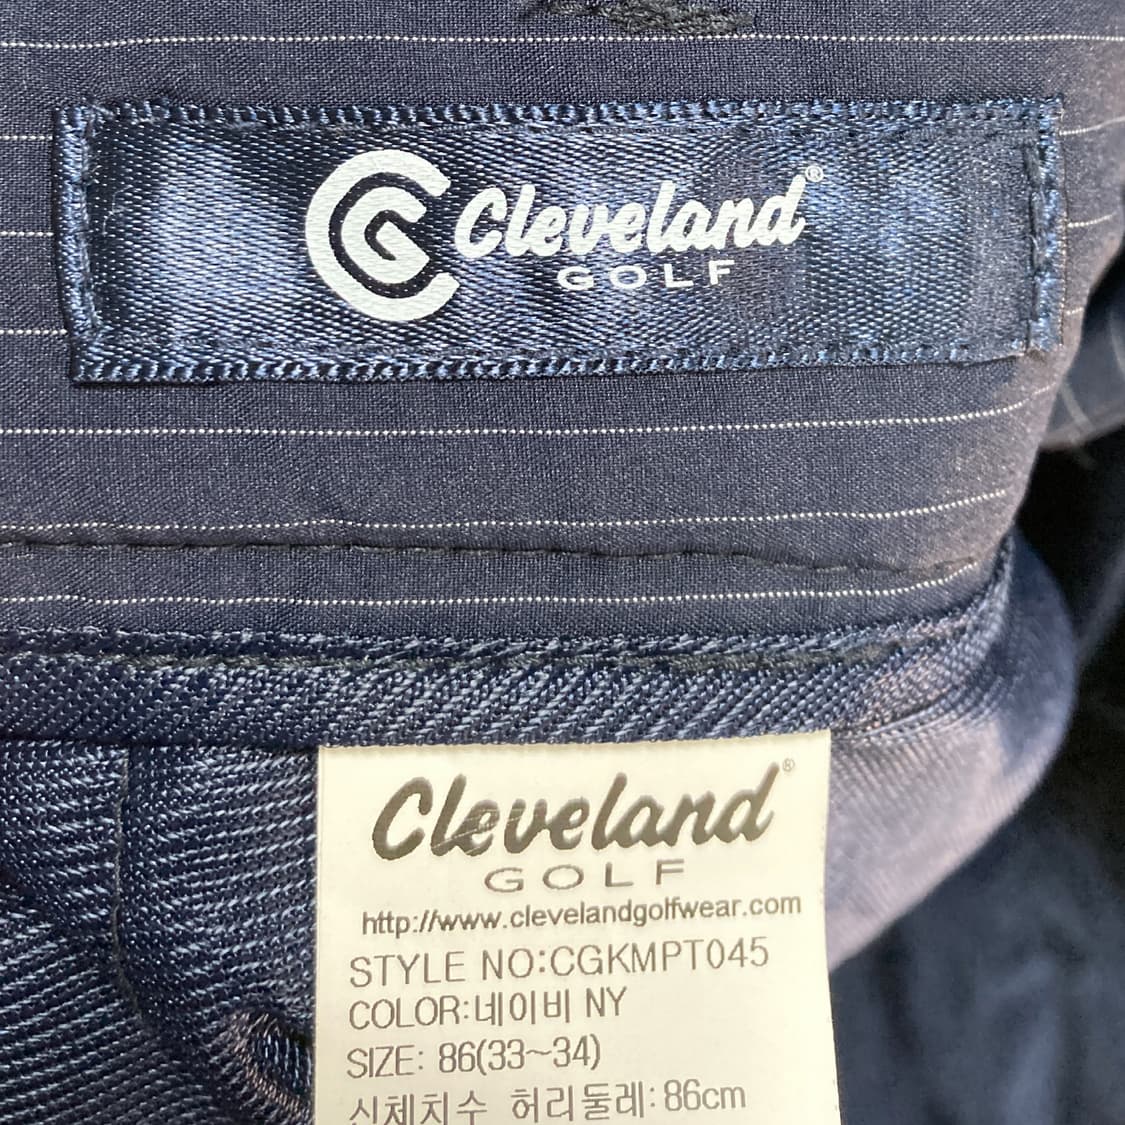 CG Cleveland®
GOLF
Cleveland®
GOLF
http://www.clevelandgolfwear.com
STYLE NO:CGKMPT045
COLOR:네이비 NY
SIZE: 86(33~34)
신체치수 허리둘레:86cm